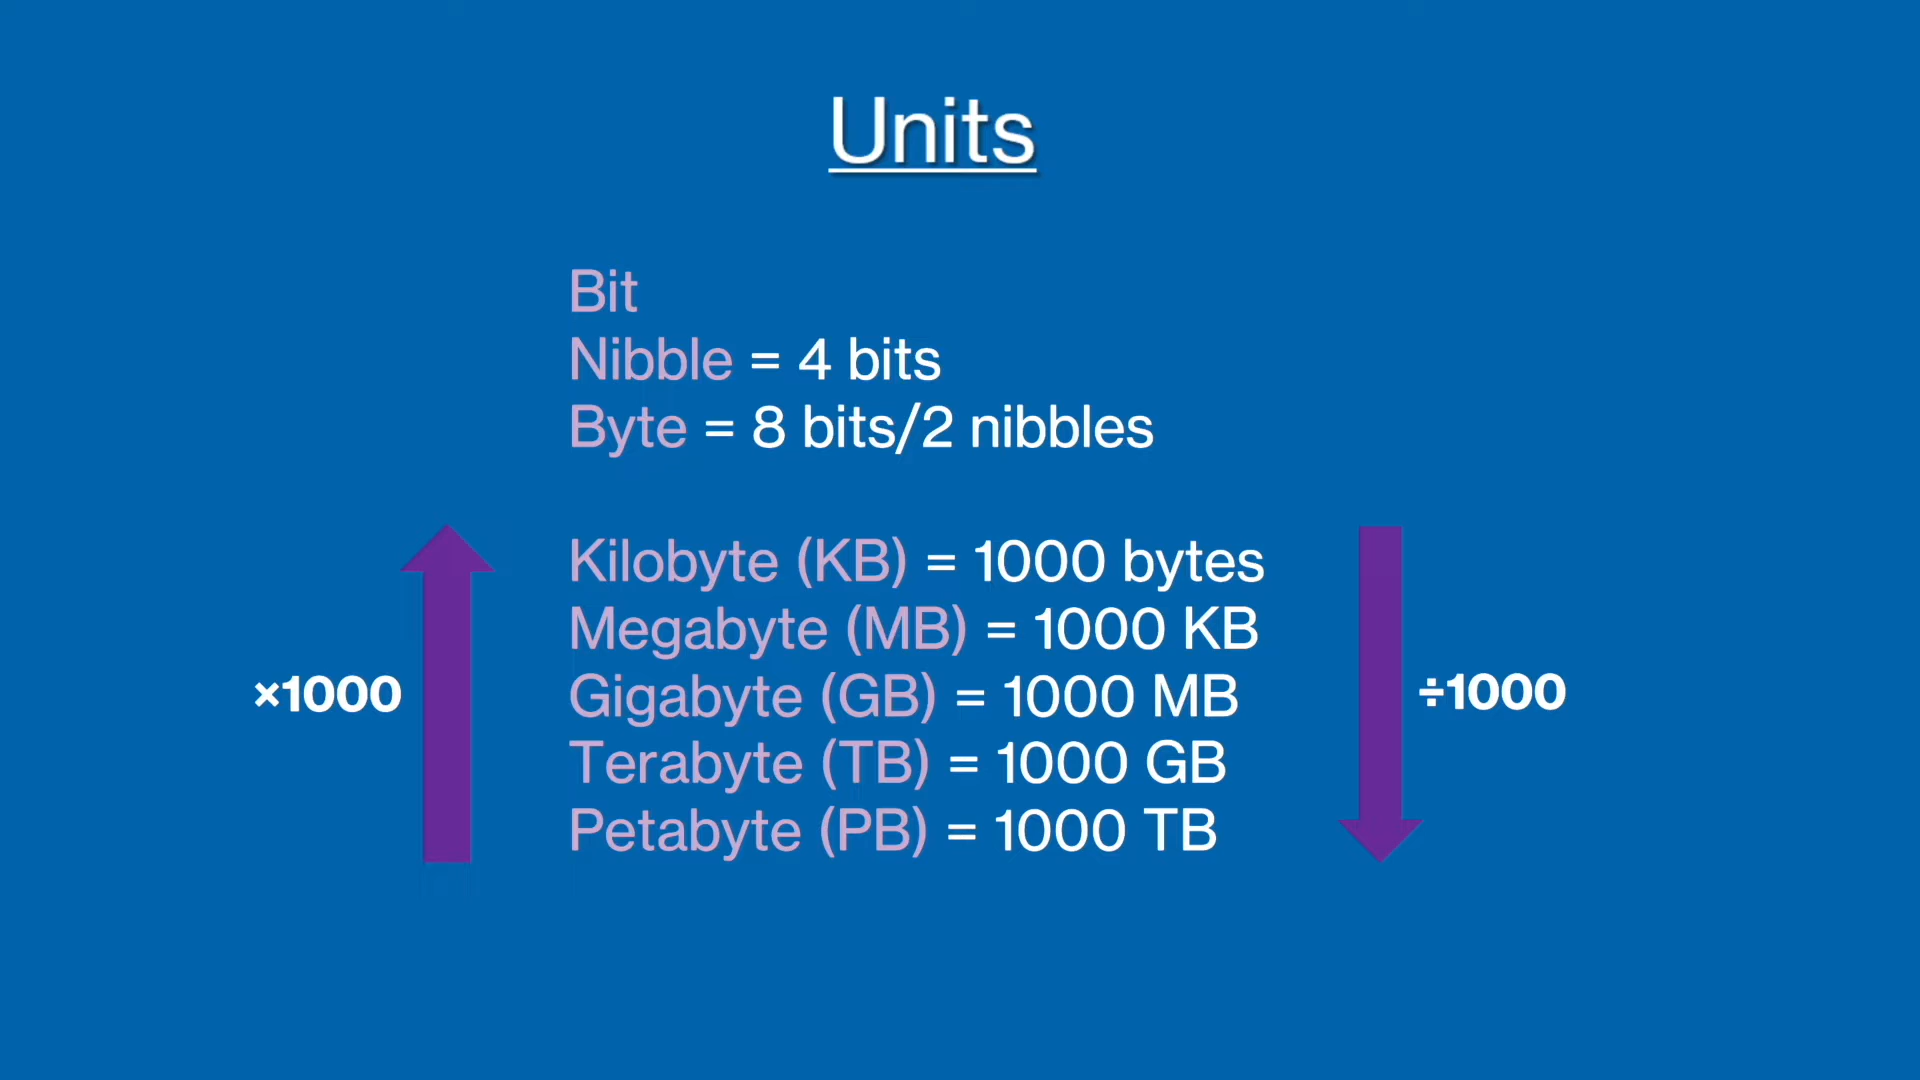 Units
Bit
Nibble = 4 bits
Byte = 8 bits/2 nibbles
Kilobyte (KB) = 1000 bytes
Megabyte (MB) = 1000 KB
×1000
Gigabyte (GB) = 1000 MB
÷1000
Terabyte (TB) = 1000 GB
Petabyte (PB) = 1000 TB